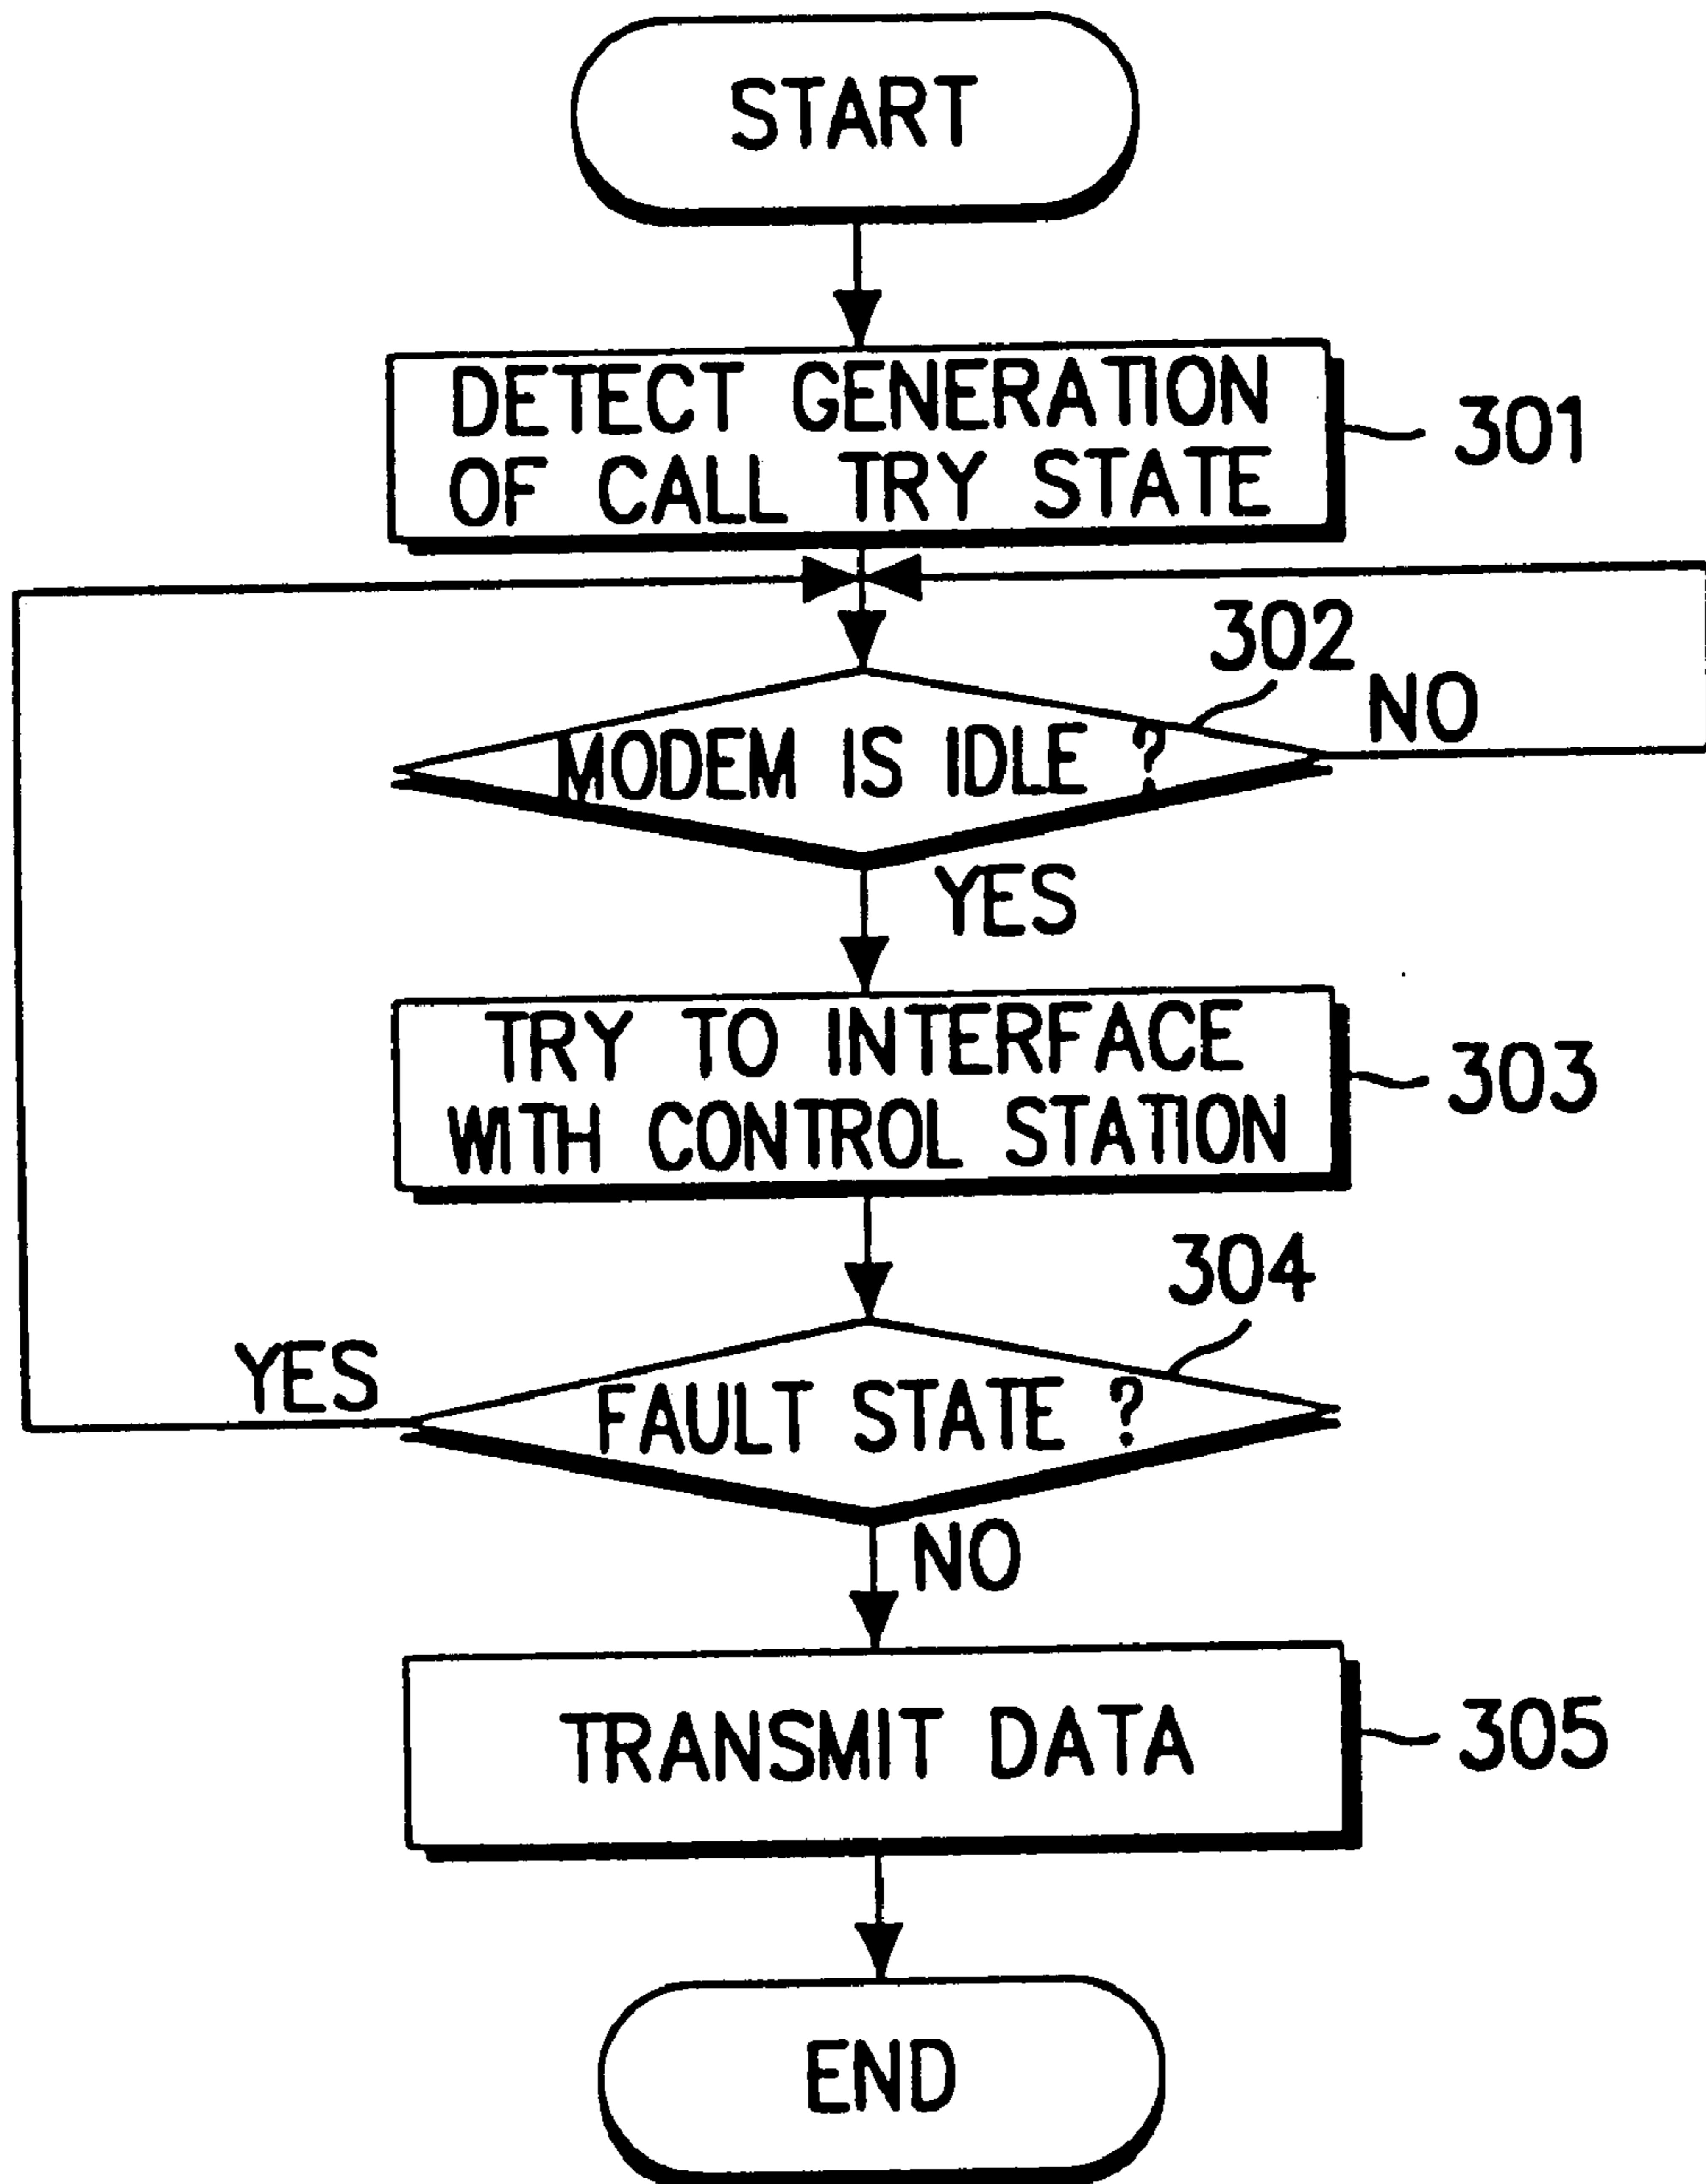 START
DETECT GENERATION
OF CALL TRY STATE
301
302
MODEM IS IDLE ?
NO
YES
TRY TO INTERFACE
WITH CONTROL STATION
303
304
YES
FAULT STATE ?
NO
TRANSMIT DATA
305
END